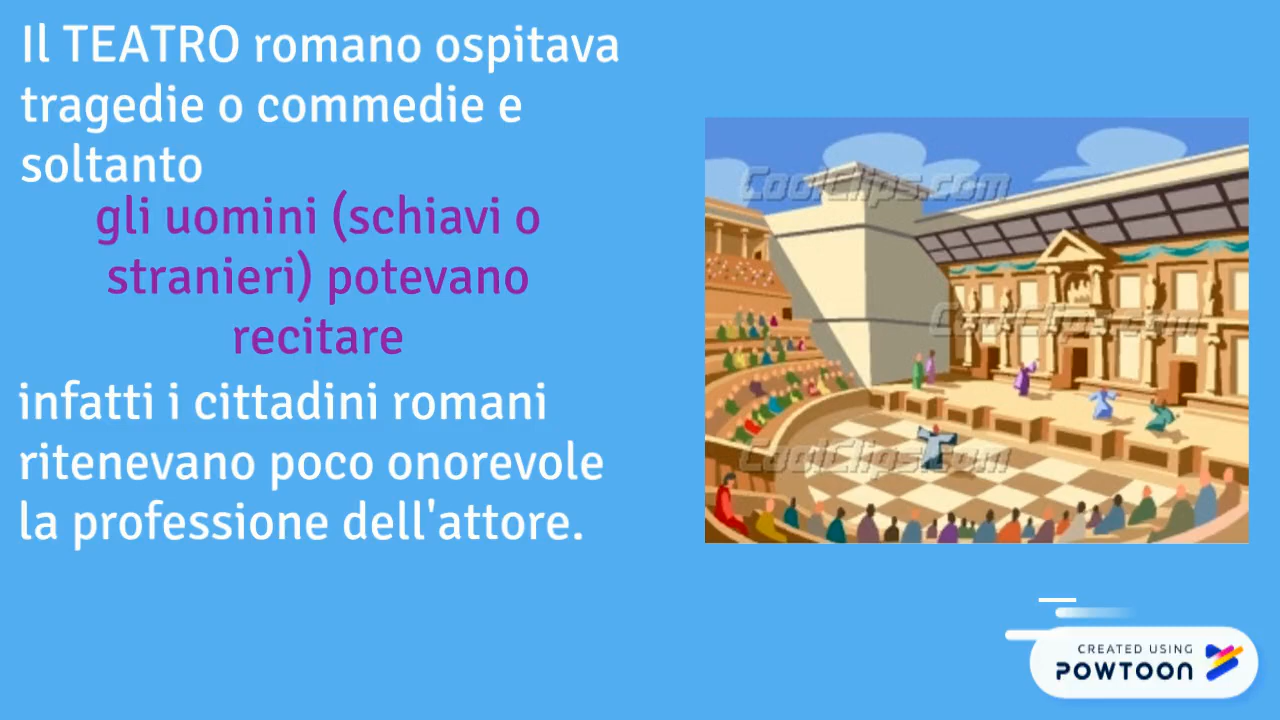 Il TEATRO romano ospitava
tragedie o commedie e
soltanto
gli uomini (schiavi o
stranieri) potevano
recitare
infatti i cittadini romani
ritenevano poco onorevole
la professione dell'attore.
CoolClips.com
CoolClips.com
CoolClips.com
CREATED USING
POWTOON